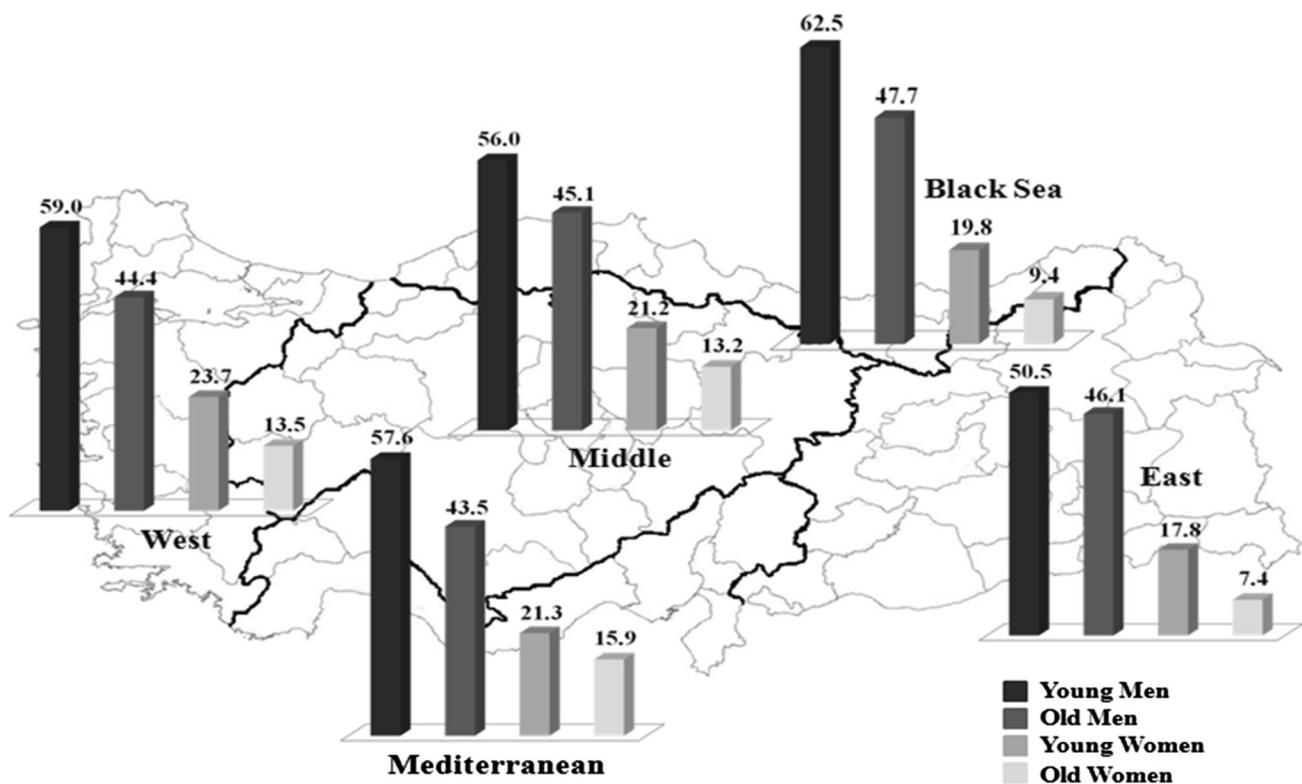 62.5
47.7
Black Sea
19.8
9.4
56.0
45.1
21.2
13.2
Middle
59.0
44.4
23.7
13.5
West
57.6
43.5
21.3
15.9
Mediterranean
50.5
46.1
East
17.8
7.4
Young Men
Old Men
Young Women
Old Women